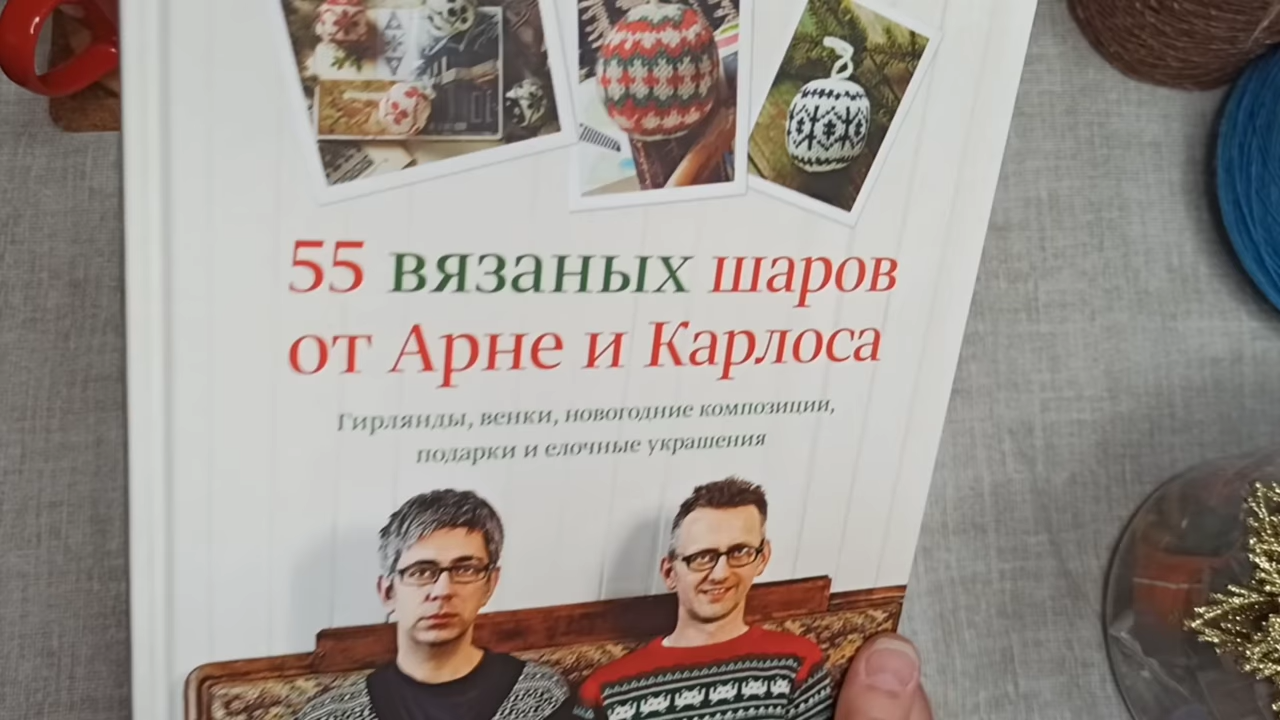 55 вязаных шаров
от Арне и Карлоса
Гирлянды, венки, новогодние композиции,
подарки и елочные украшения